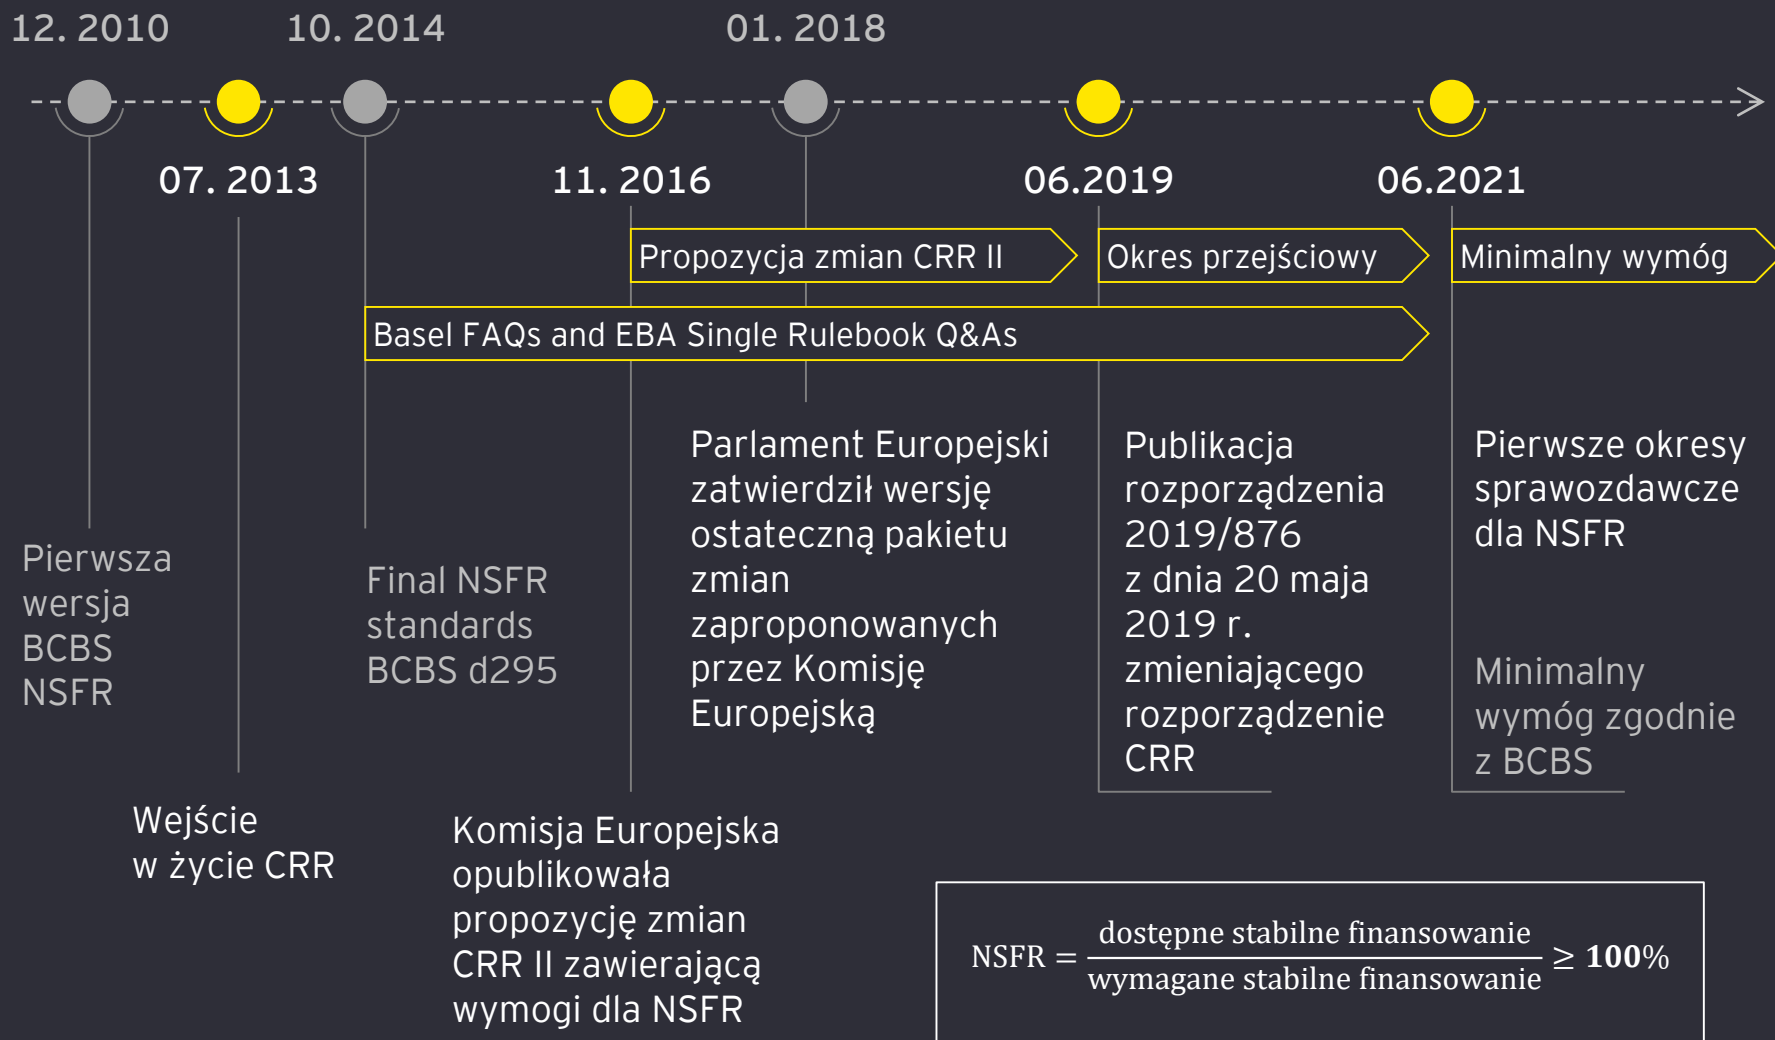 12. 2010
10. 2014
01. 2018
07. 2013
11. 2016
06.2019
06.2021
Propozycja zmian CRR II
Okres przejściowy
Minimalny wymóg
Basel FAQs and EBA Single Rulebook Q&As
Pierwsza
wersja
BCBS
NSFR
Final NSFR
standards
BCBS d295
Parlament Europejski
zatwierdził wersję
ostateczną pakietu
zmian
zaproponowanych
przez Komisję
Europejską
Publikacja
rozporządzenia
2019/876
z dnia 20 maja
2019 r.
zmieniającego
rozporządzenie
CRR
Pierwsze okresy
sprawozdawcze
dla NSFR
Minimalny
wymóg zgodnie
z BCBS
Wejście
w życie CRR
Komisja Europejska
opublikowała
propozycję zmian
CRR II zawierającą
wymogi dla NSFR
NSFR = dostępne stabilne finansowanie / wymagane stabilne finansowanie ≥ 100%